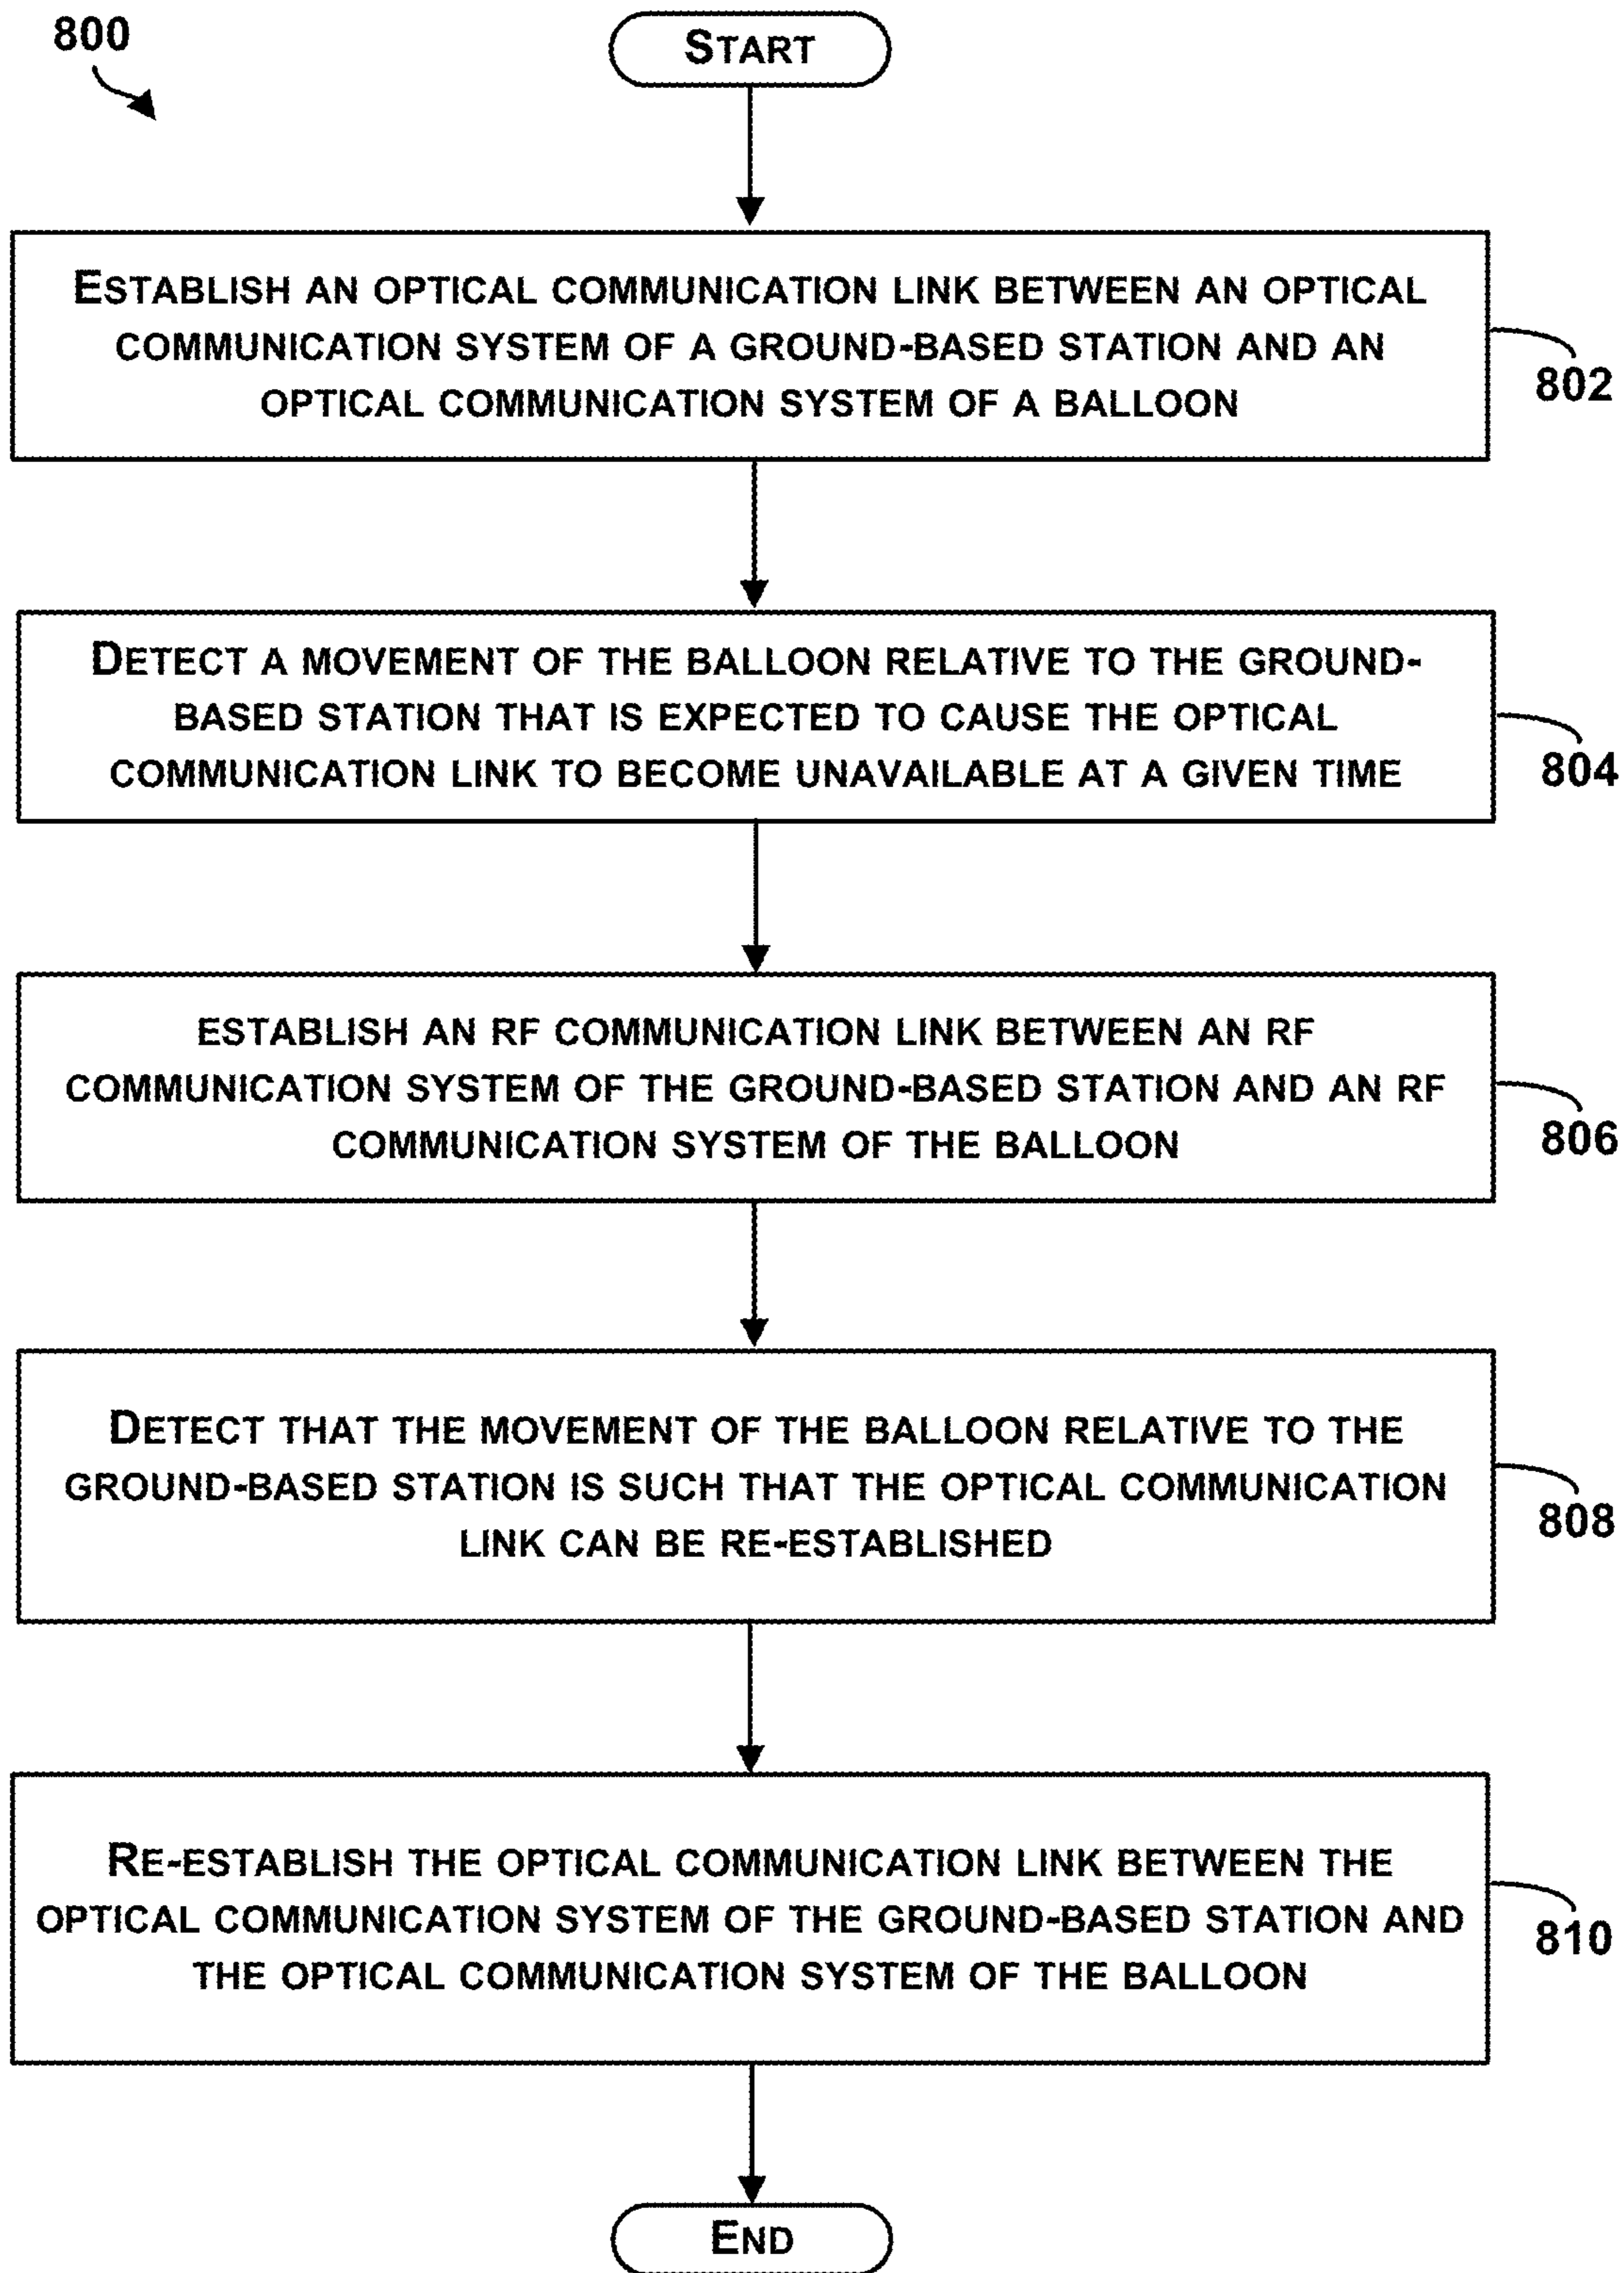 800
START
ESTABLISH AN OPTICAL COMMUNICATION LINK BETWEEN AN OPTICAL
COMMUNICATION SYSTEM OF A GROUND-BASED STATION AND AN
OPTICAL COMMUNICATION SYSTEM OF A BALLOON
802
DETECT A MOVEMENT OF THE BALLOON RELATIVE TO THE GROUND-
BASED STATION THAT IS EXPECTED TO CAUSE THE OPTICAL
COMMUNICATION LINK TO BECOME UNAVAILABLE AT A GIVEN TIME
804
ESTABLISH AN RF COMMUNICATION LINK BETWEEN AN RF
COMMUNICATION SYSTEM OF THE GROUND-BASED STATION AND AN RF
COMMUNICATION SYSTEM OF THE BALLOON
806
DETECT THAT THE MOVEMENT OF THE BALLOON RELATIVE TO THE
GROUND-BASED STATION IS SUCH THAT THE OPTICAL COMMUNICATION
LINK CAN BE RE-ESTABLISHED
808
RE-ESTABLISH THE OPTICAL COMMUNICATION LINK BETWEEN THE
OPTICAL COMMUNICATION SYSTEM OF THE GROUND-BASED STATION AND
THE OPTICAL COMMUNICATION SYSTEM OF THE BALLOON
810
END